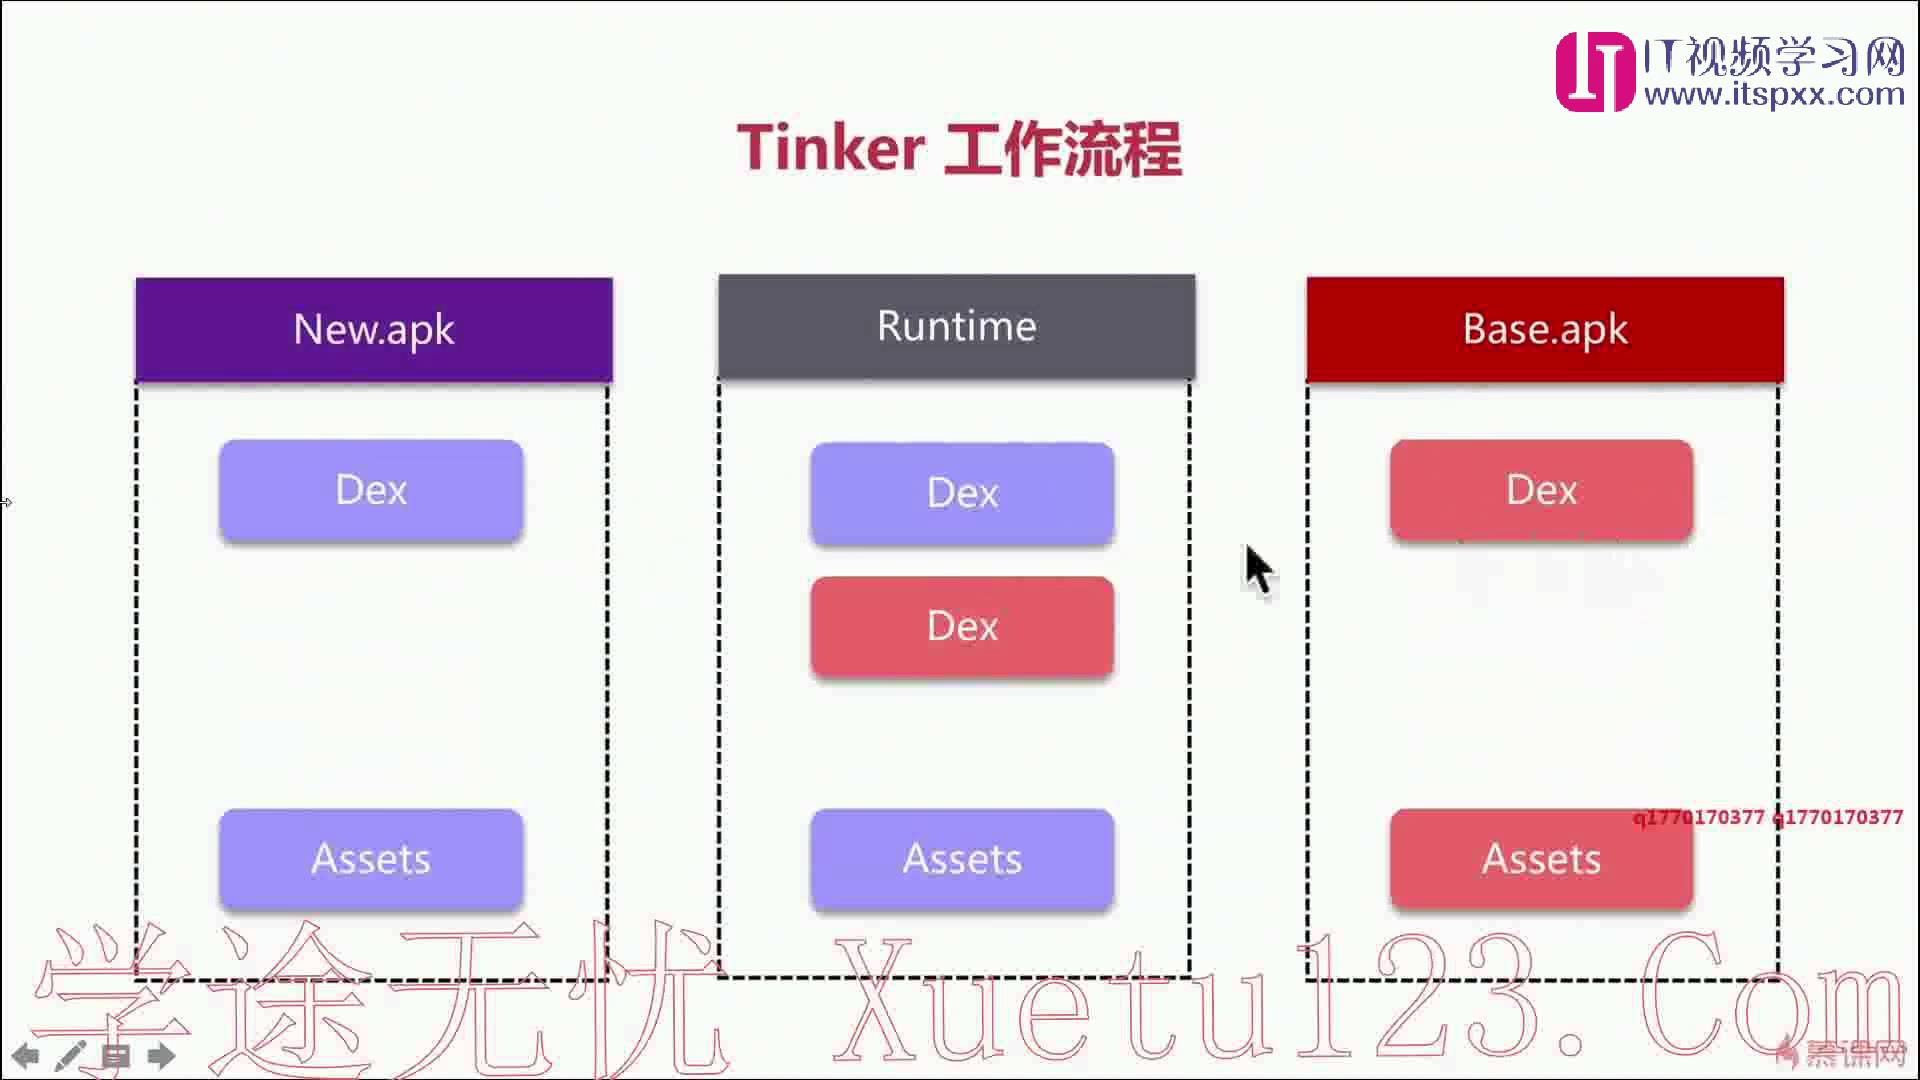 IT视频学习网
www.itspxx.com
Tinker 工作流程
New.apk
Runtime
Base.apk
Dex
Dex
Dex
Dex
q1770170377 q1770170377
Assets
Assets
Assets
学途无忧 Xuetu123.Com
慕课网